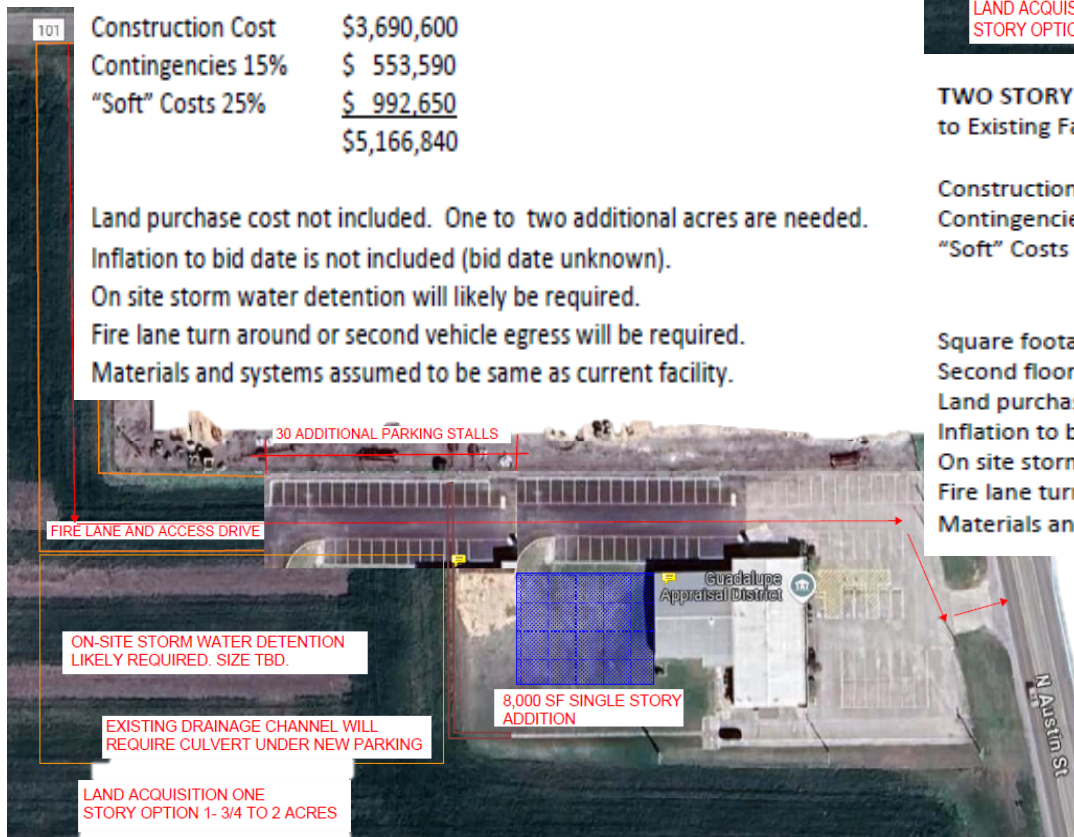 101
Construction Cost $3,690,600
Contingencies 15% $ 553,590
“Soft” Costs 25% $ 992,650
$5,166,840
Land purchase cost not included. One to two additional acres are needed.
Inflation to bid date is not included (bid date unknown).
On site storm water detention will likely be required.
Fire lane turn around or second vehicle egress will be required.
Materials and systems assumed to be same as current facility.
LAND ACQUIS
STORY OPTIO
TWO STORY
to Existing Fa
Construction
Contingencie
“Soft” Costs
Square foota
Second floor
Land purchas
Inflation to b
On site storm
Fire lane turn
Materials an
30 ADDITIONAL PARKING STALLS
FIRE LANE AND ACCESS DRIVE
Guadalupe
Appraisal District
ON-SITE STORM WATER DETENTION
LIKELY REQUIRED. SIZE TBD.
8,000 SF SINGLE STORY
ADDITION
EXISTING DRAINAGE CHANNEL WILL
REQUIRE CULVERT UNDER NEW PARKING
N Austin St
LAND ACQUISITION ONE
STORY OPTION 1- 3/4 TO 2 ACRES